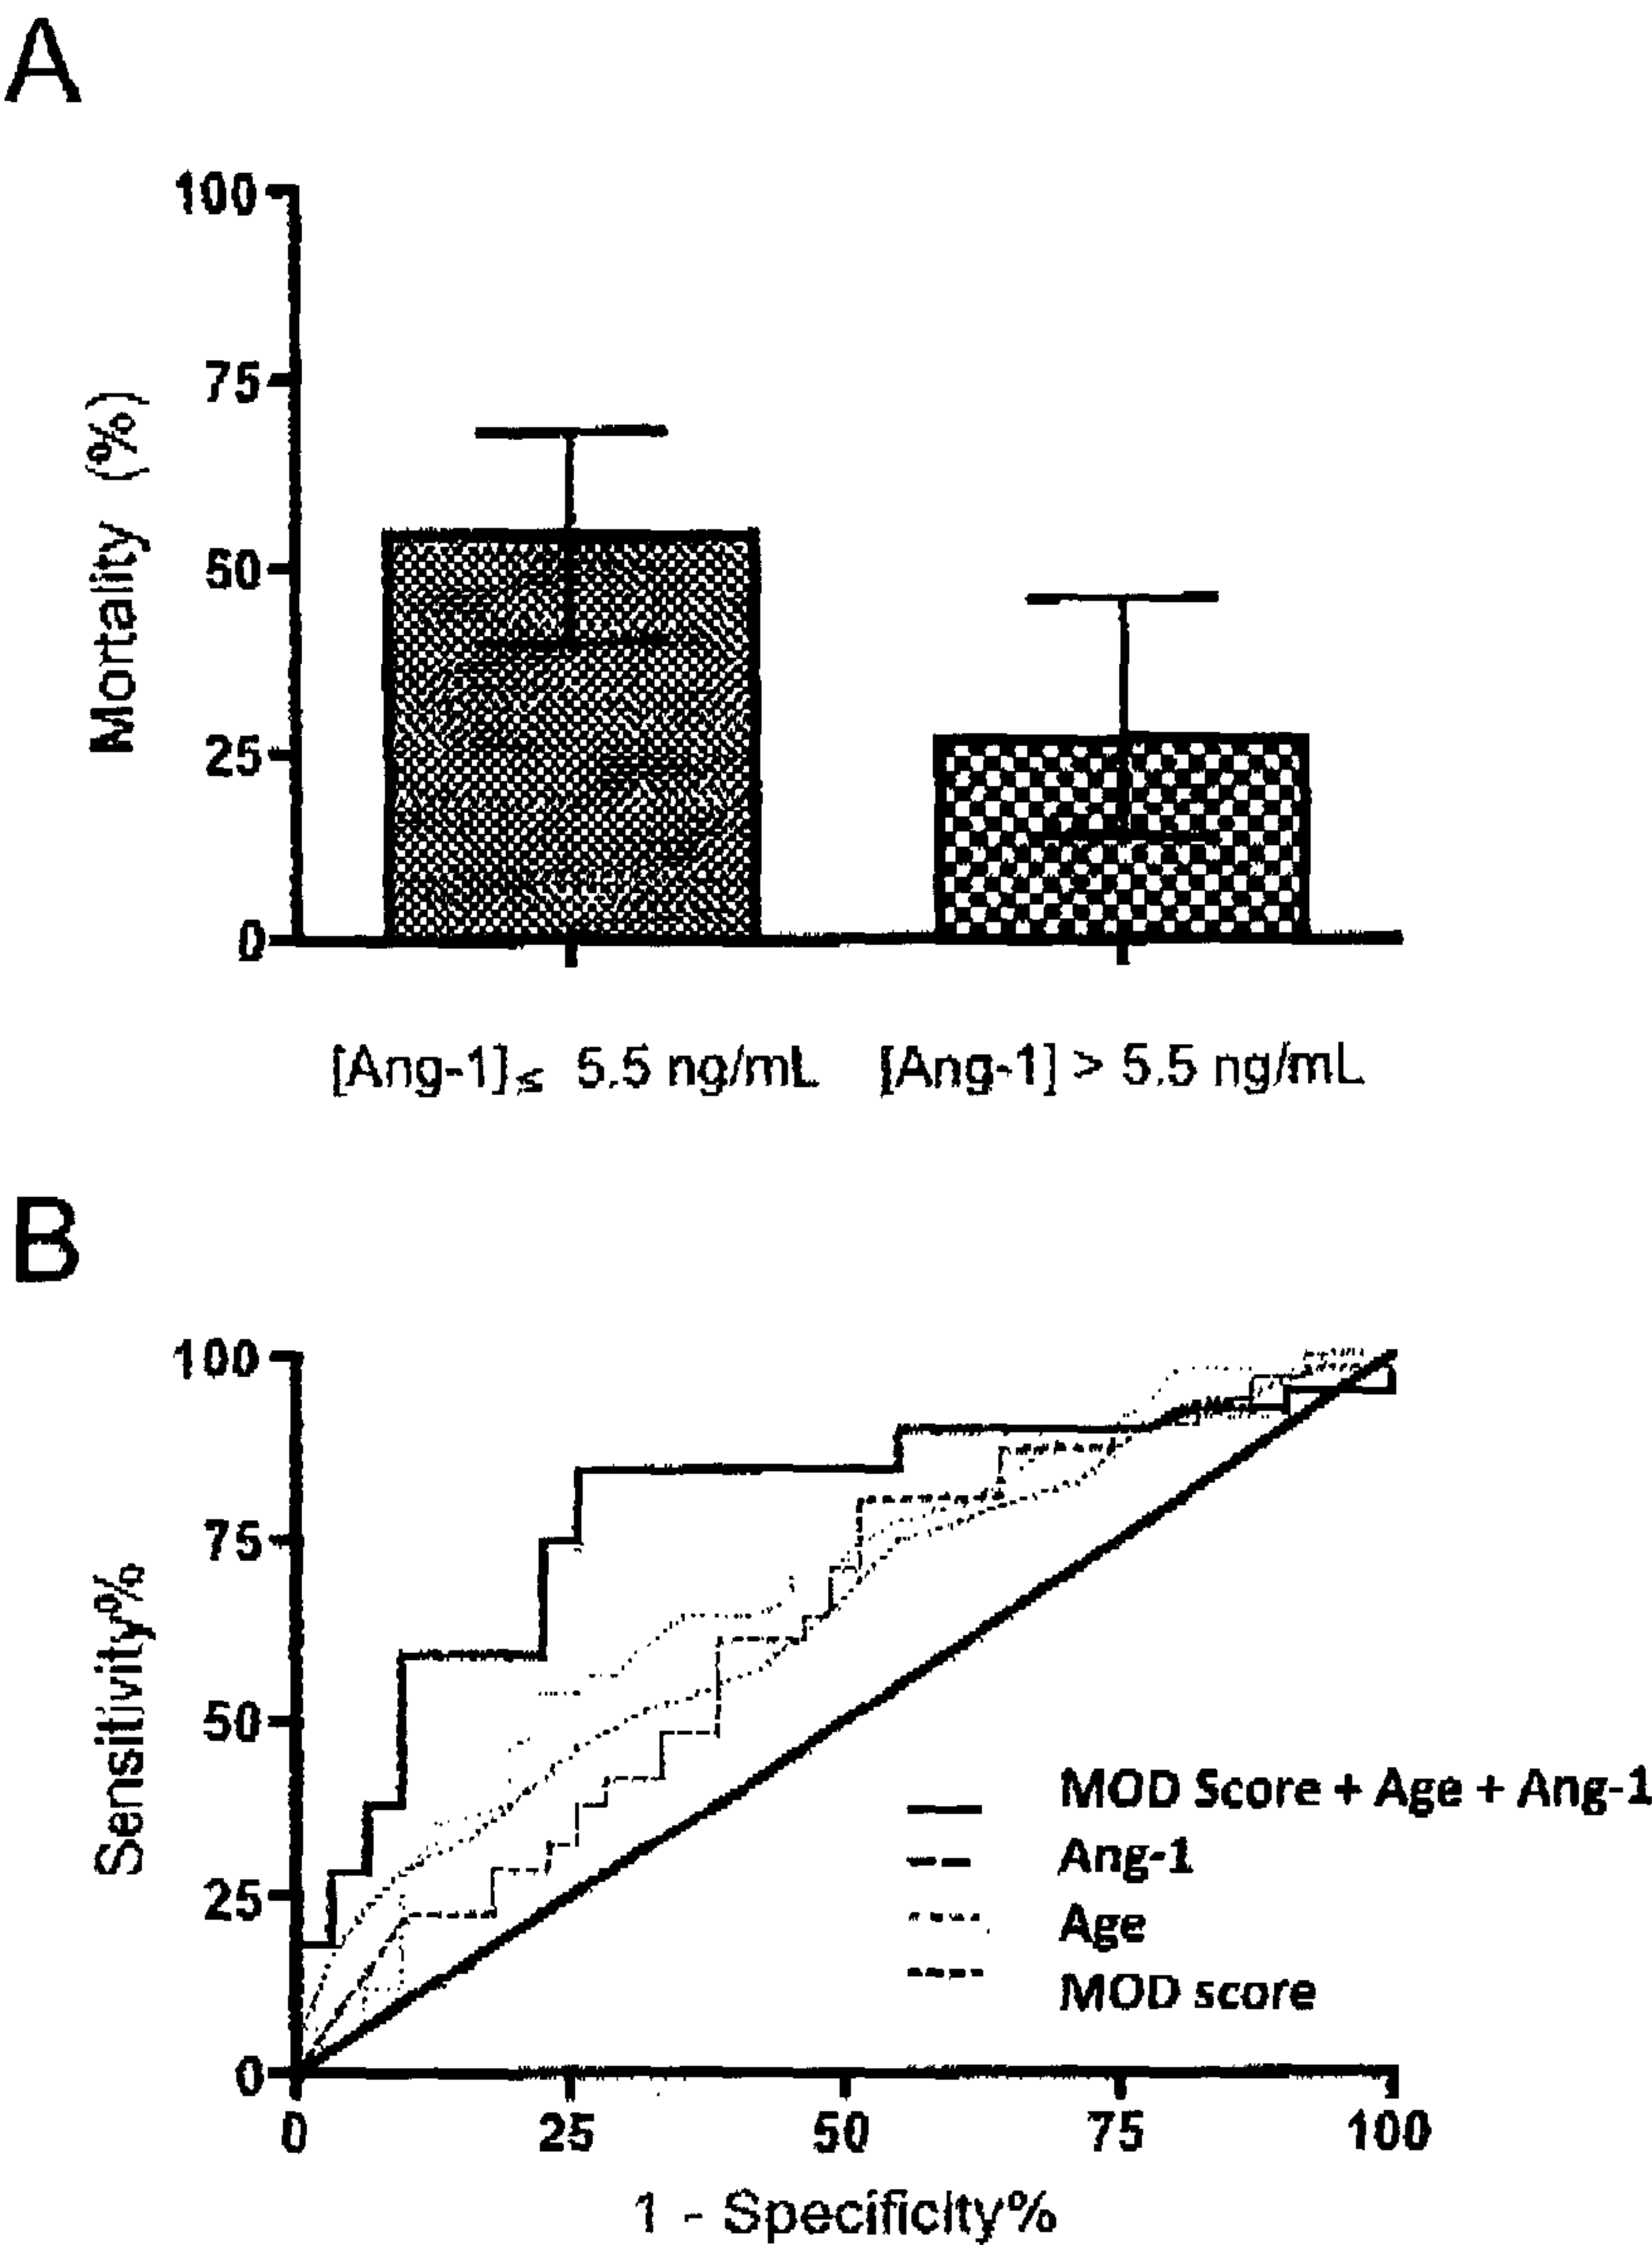 A
100
75
50
25
0
Mortality (%)
[Ang-1]≤ 5.5 ng/mL [Ang-1] > 5.5 ng/mL
B
100
75
50
25
0
Sensitivity%
MOD Score + Age + Ang-1
Ang-1
Age
MOD score
0 25 50 75 100
1 - Specificity%